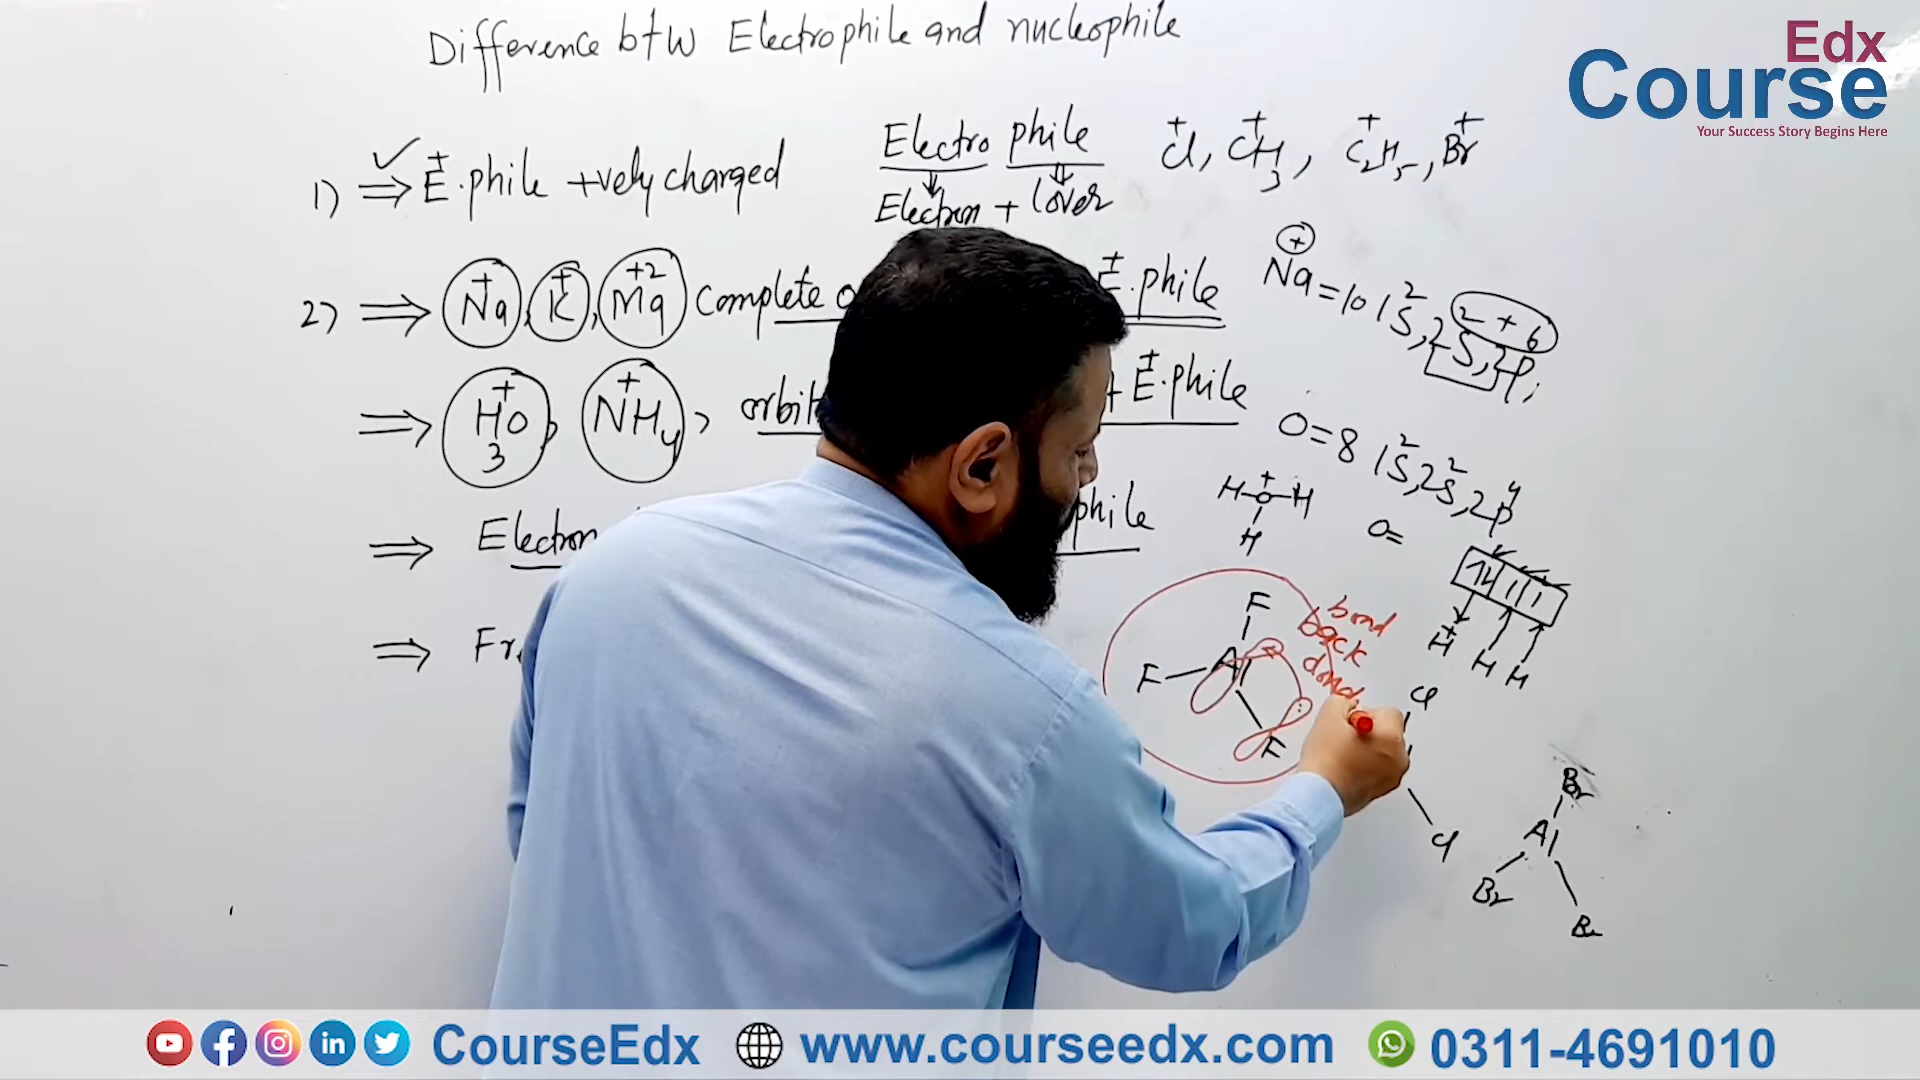 Difference btw Electrophile and nucleophile
Edx
Course
Your Success Story Begins Here
1) ✓ ⇒ E⁺.phile +vely charged
Electro phile
Electron + lover
Cl⁺, CH₃⁺, C₂H₅⁺, Br⁺
2) ⇒ Na⁺, K⁺, Mg⁺² Complete
E⁺.phile
Na⁺ = 10 1S², 2S², 2P⁶
⇒ H₃O⁺, NH₄⁺, orbit
+ E⁺.phile
O = 8 1S², 2S², 2p⁴
⇒ Electron
phile
H-O⁺-H
H
O =
H⁺ H H
⇒ Fr
F
F Al
F
bond
back
dond
Cl
Cl
Br
Al
Br Br
CourseEdx www.courseedx.com 0311-4691010